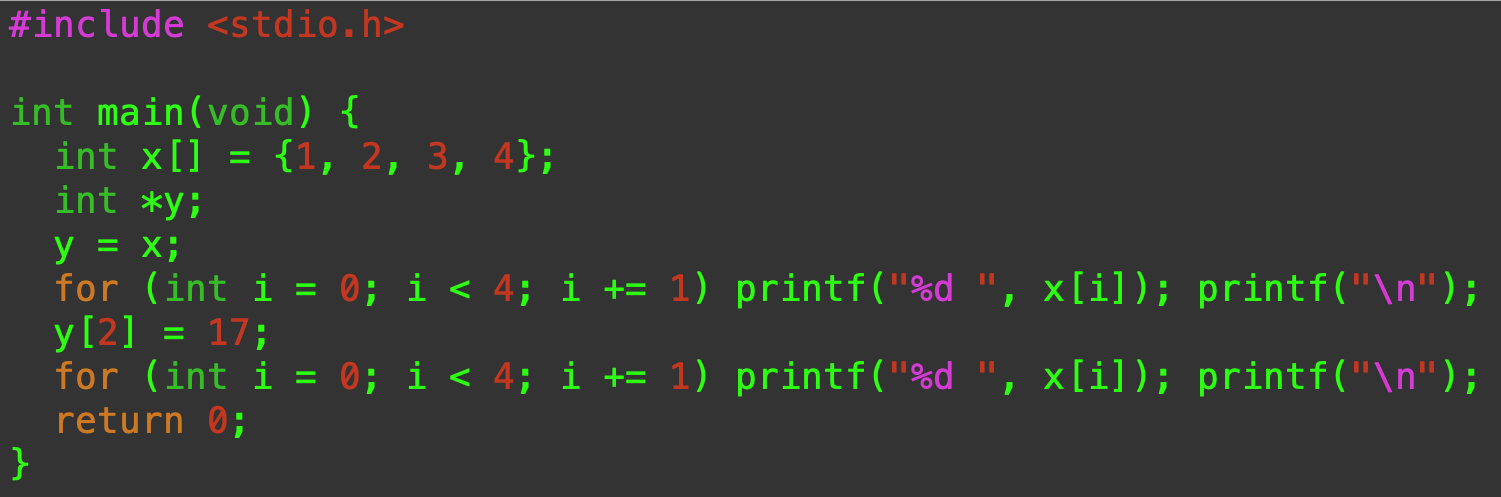 #include <stdio.h>

int main(void) {
  int x[] = {1, 2, 3, 4};
  int *y;
  y = x;
  for (int i = 0; i < 4; i += 1) printf("%d ", x[i]); printf("\n");
  y[2] = 17;
  for (int i = 0; i < 4; i += 1) printf("%d ", x[i]); printf("\n");
  return 0;
}